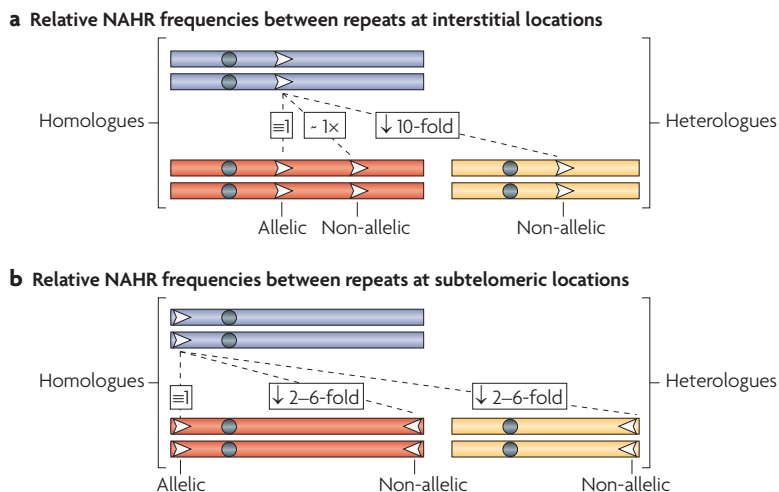 a Relative NAHR frequencies between repeats at interstitial locations
Homologues
≡1
~ 1×
↓ 10-fold
Heterologues
Allelic
Non-allelic
Non-allelic
b Relative NAHR frequencies between repeats at subtelomeric locations
Homologues
≡1
↓ 2–6-fold
↓ 2–6-fold
Heterologues
Allelic
Non-allelic
Non-allelic